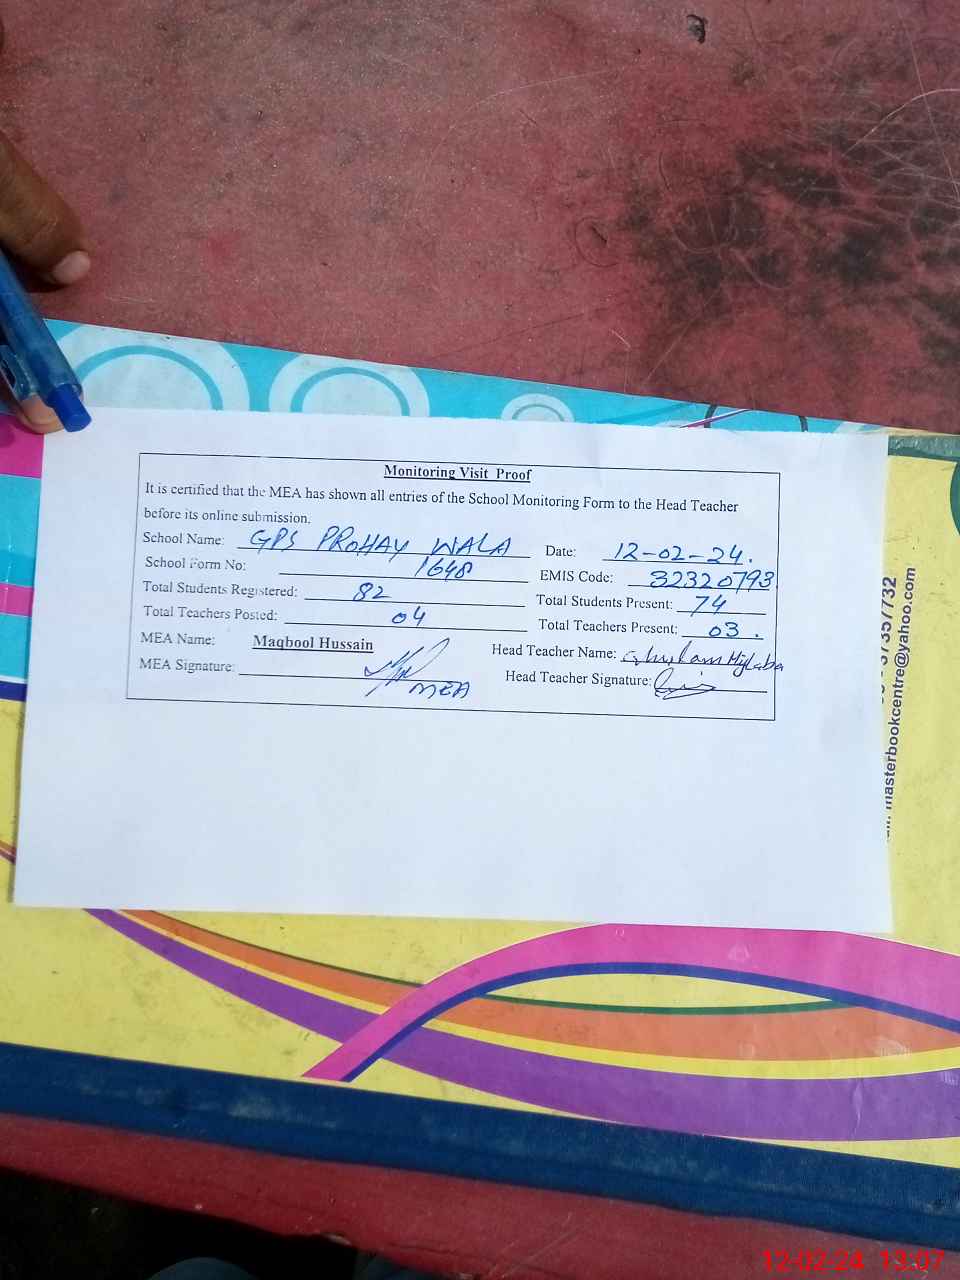 Monitoring Visit Proof
It is certified that the MEA has shown all entries of the School Monitoring Form to the Head Teacher
before its online submission.
School Name: GPS PROHAY WALA Date: 12-02-24.
School Form No: 1648 EMIS Code: 32320793
Total Students Registered: 82 Total Students Present: 74
Total Teachers Posted: 04 Total Teachers Present: 03.
MEA Name: Maqbool Hussain Head Teacher Name: Ghulam
MEA Signature: MEA Head Teacher Signature:
37357732
masterbookcentre@yahoo.com
12-02-24 13:07